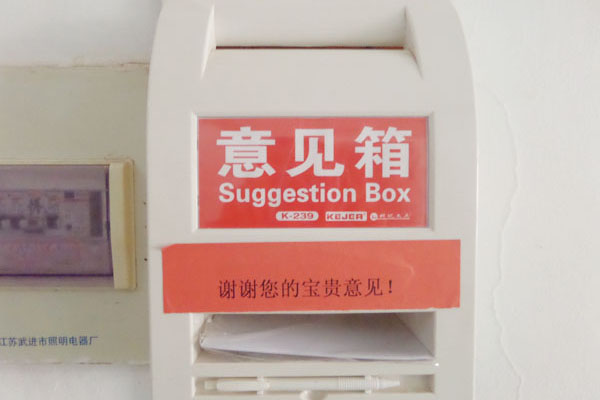 意见箱
Suggestion Box
K-239 KEJEA
谢谢您的宝贵意见！
江苏武进市照明电器厂